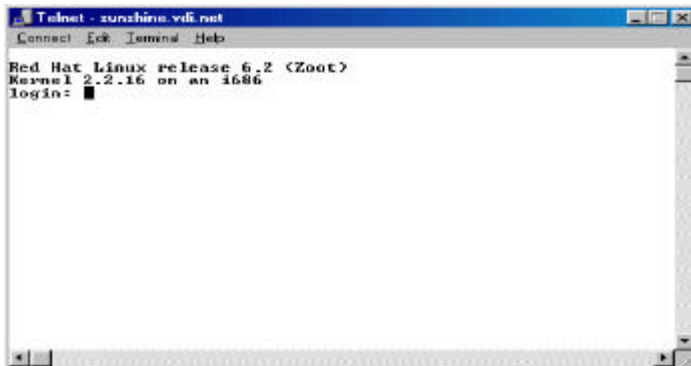 Telnet - sunshine.vdi.net
Connect Edit Terminal Help
Red Hat Linux release 6.2 (Zoot)
Kernel 2.2.16 on an i686
login: